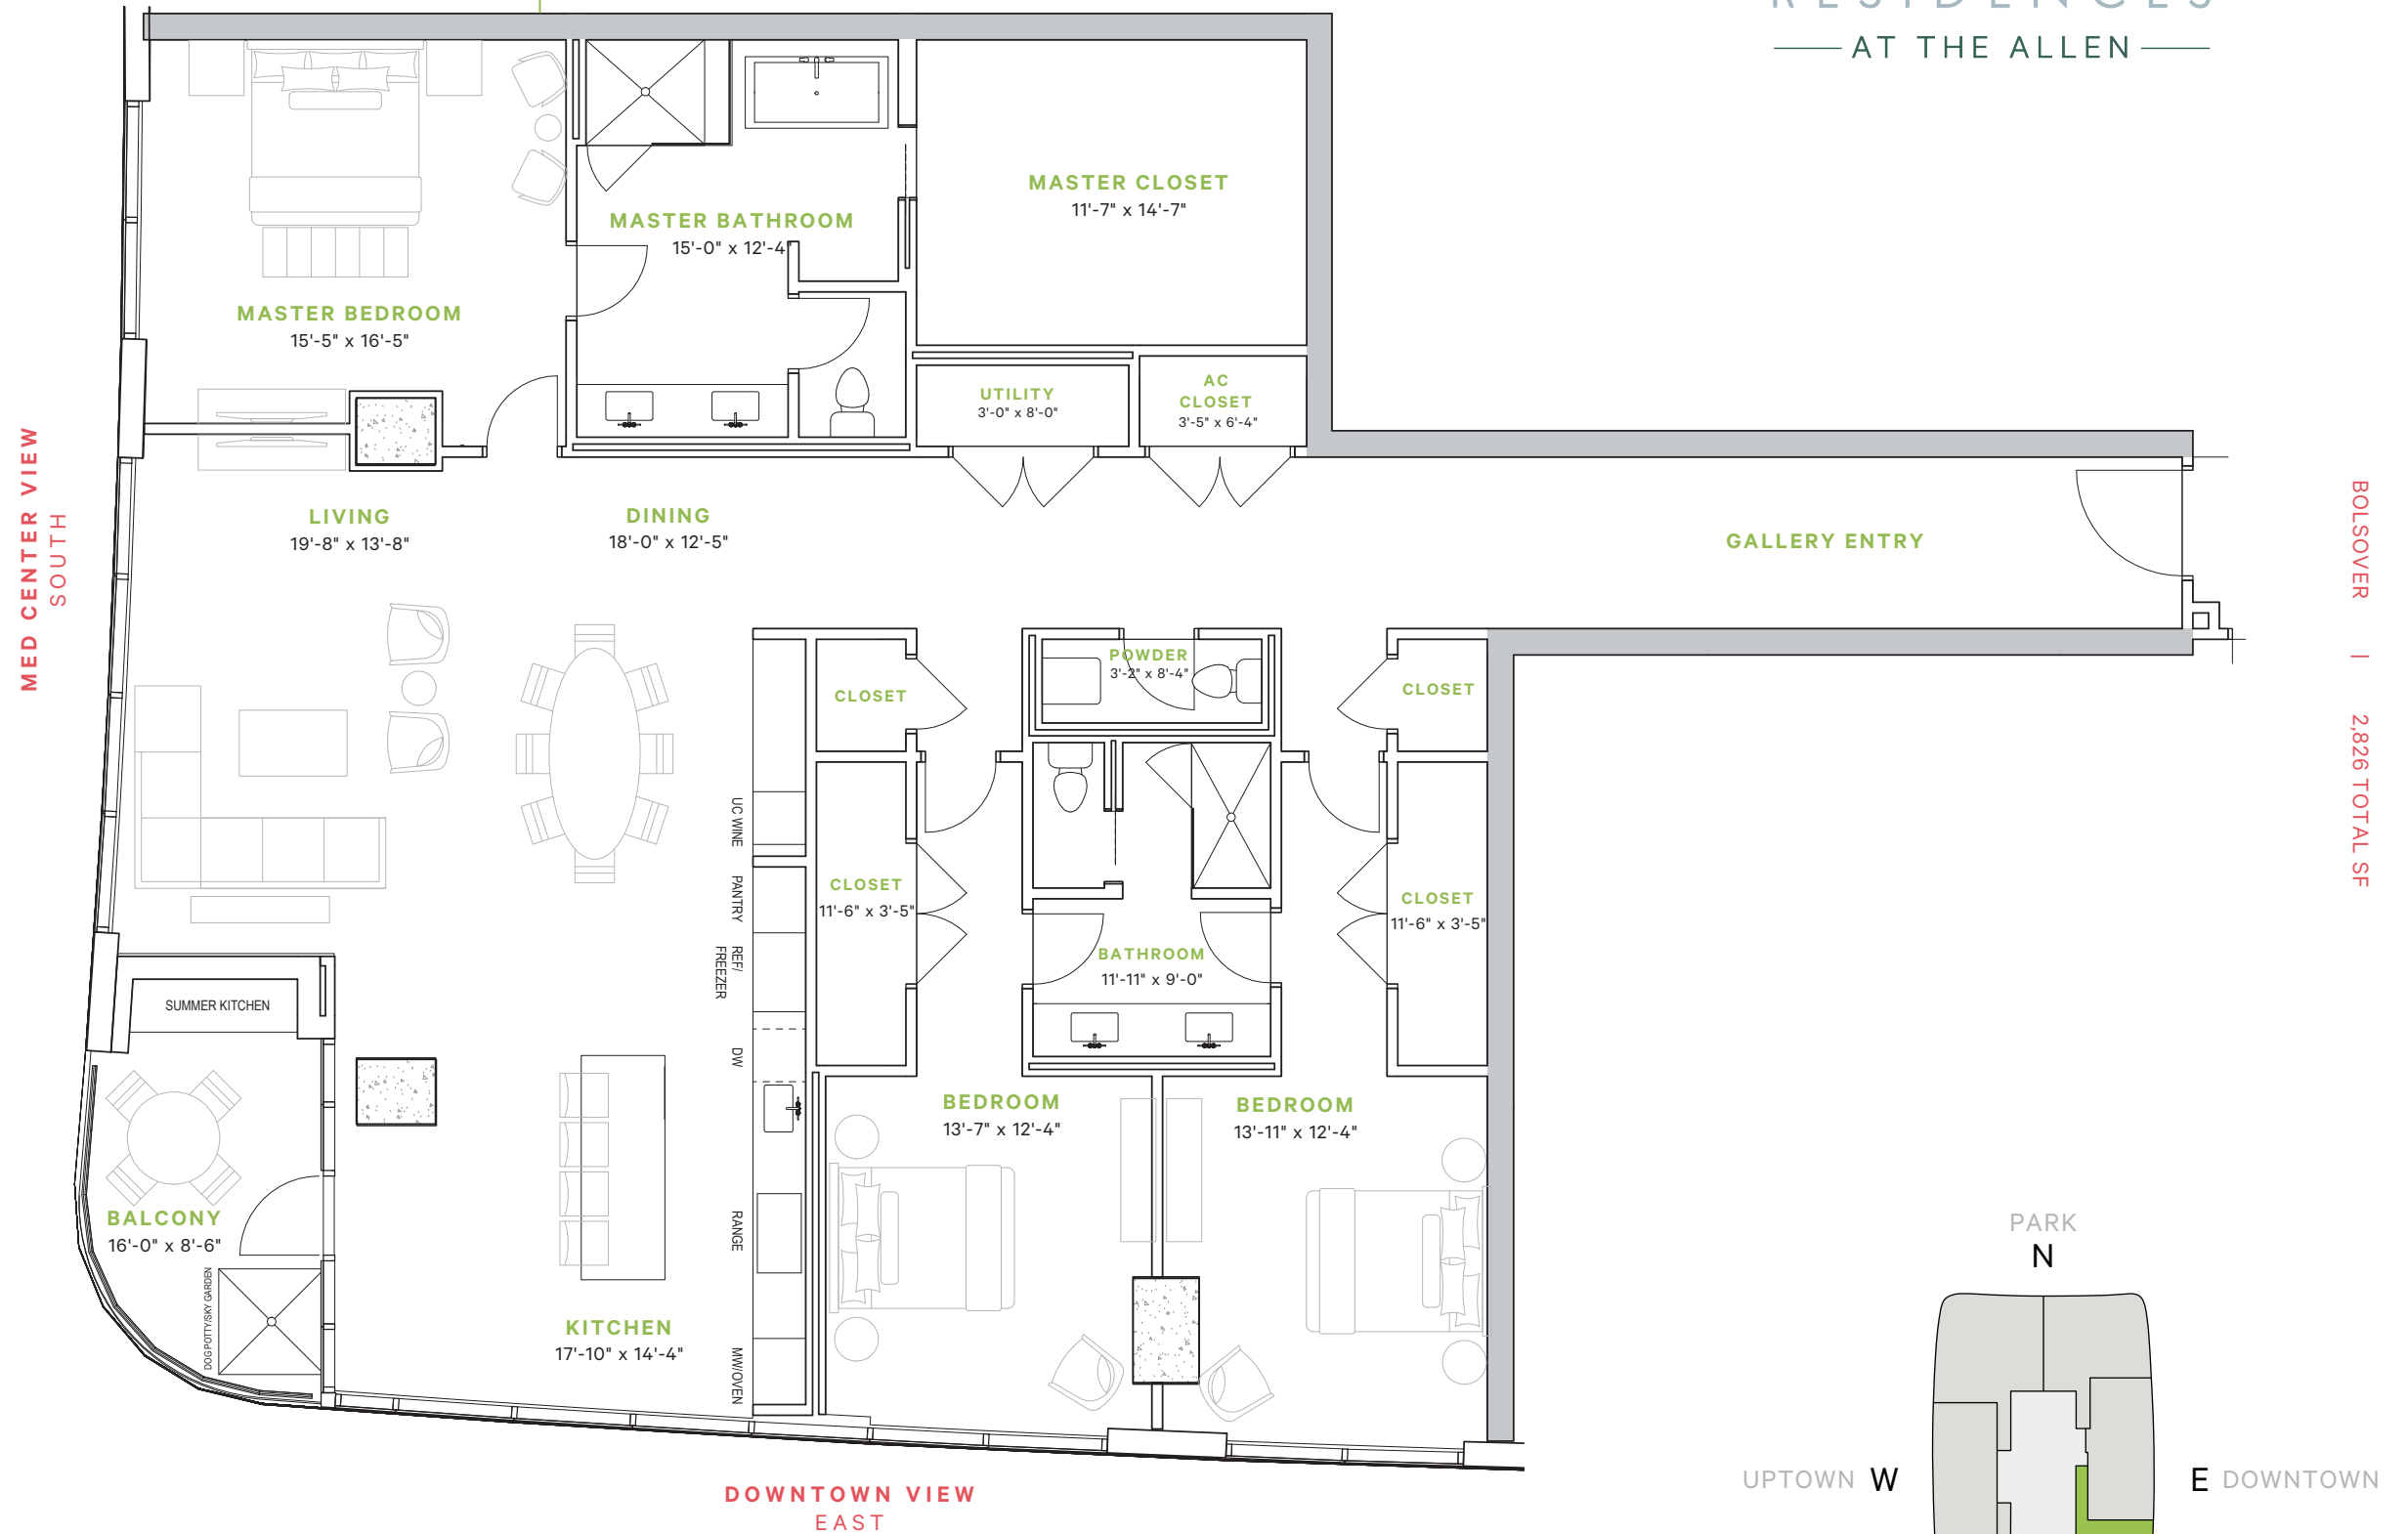 RESIDENCES
AT THE ALLEN
MASTER CLOSET
11'-7" x 14'-7"
MASTER BATHROOM
15'-0" x 12'-4"
MASTER BEDROOM
15'-5" x 16'-5"
UTILITY
3'-0" x 8'-0"
AC
CLOSET
3'-5" x 6'-4"
MED CENTER VIEW
SOUTH
LIVING
19'-8" x 13'-8"
DINING
18'-0" x 12'-5"
GALLERY ENTRY
BOLSOVER | 2,826 TOTAL SF
POWDER
3'-2" x 8'-4"
CLOSET
CLOSET
UC WINE
PANTRY
REF/
FREEZER
DW
RANGE
MW/OVEN
CLOSET
11'-6" x 3'-5"
CLOSET
11'-6" x 3'-5"
BATHROOM
11'-11" x 9'-0"
SUMMER KITCHEN
BEDROOM
13'-7" x 12'-4"
BEDROOM
13'-11" x 12'-4"
BALCONY
16'-0" x 8'-6"
DOG POTTY/SKY GARDEN
KITCHEN
17'-10" x 14'-4"
DOWNTOWN VIEW
EAST
PARK
N
UPTOWN W
E DOWNTOWN